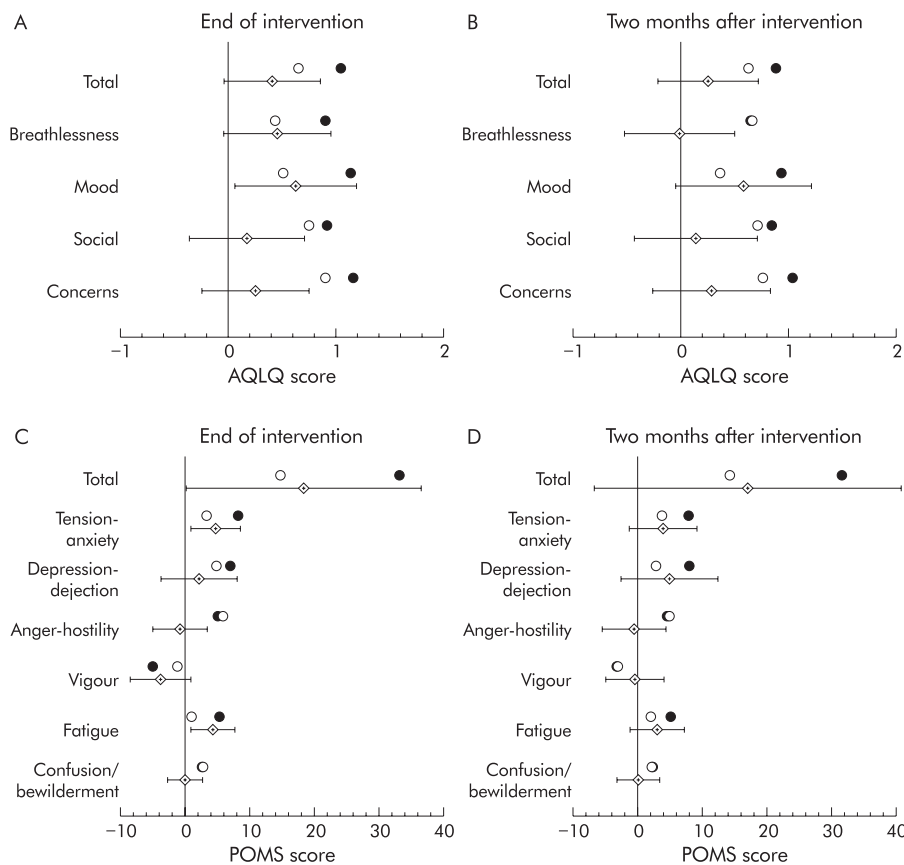 A
End of intervention
Total
Breathlessness
Mood
Social
Concerns
−1
0
1
2
AQLQ score
B
Two months after intervention
Total
Breathlessness
Mood
Social
Concerns
−1
0
1
2
AQLQ score
C
End of intervention
Total
Tension-
anxiety
Depression-
dejection
Anger-hostility
Vigour
Fatigue
Confusion/
bewilderment
−10
0
10
20
30
40
POMS score
D
Two months after intervention
Total
Tension-
anxiety
Depression-
dejection
Anger-hostility
Vigour
Fatigue
Confusion/
bewilderment
−10
0
10
20
30
40
POMS score